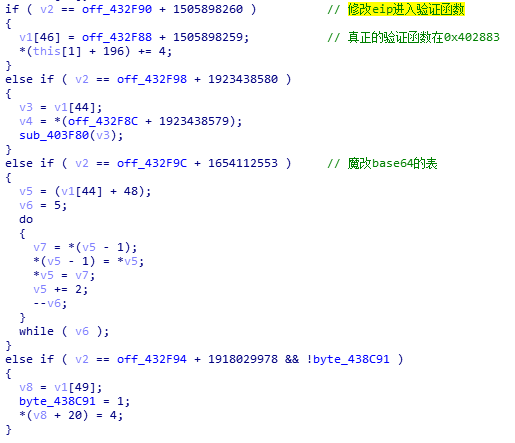 if ( v2 == off_432F90 + 1505898260 ) // 修改eip进入验证函数
{
v1[46] = off_432F88 + 1505898259; // 真正的验证函数在0x402883
*(this[1] + 196) += 4;
}
else if ( v2 == off_432F98 + 1923438580 )
{
v3 = v1[44];
v4 = *(off_432F8C + 1923438579);
sub_403F80(v3);
}
else if ( v2 == off_432F9C + 1654112553 ) // 魔改base64的表
{
v5 = (v1[44] + 48);
v6 = 5;
do
{
v7 = *(v5 - 1);
*(v5 - 1) = *v5;
*v5 = v7;
v5 += 2;
--v6;
}
while ( v6 );
}
else if ( v2 == off_432F94 + 1918029978 && !byte_438C91 )
{
v8 = v1[49];
byte_438C91 = 1;
*(v8 + 20) = 4;
}